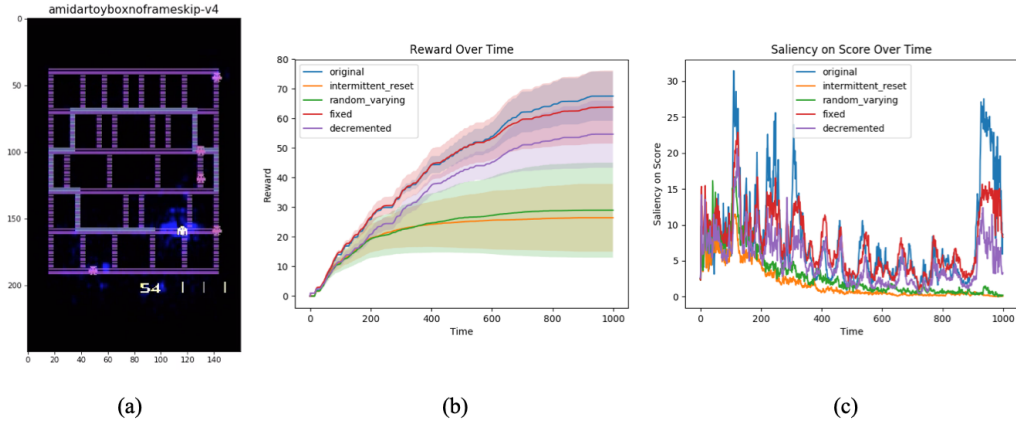 amidartoyboxnoframeskip-v4
0
50
100
150
200
0 20 40 60 80 100 120 140
54
(a)
Reward Over Time
Reward
80
70
60
50
40
30
20
10
0
original
intermittent_reset
random_varying
fixed
decremented
0 200 400 600 800 1000
Time
(b)
Saliency on Score Over Time
Saliency on Score
30
25
20
15
10
5
0
original
intermittent_reset
random_varying
fixed
decremented
0 200 400 600 800 1000
Time
(c)